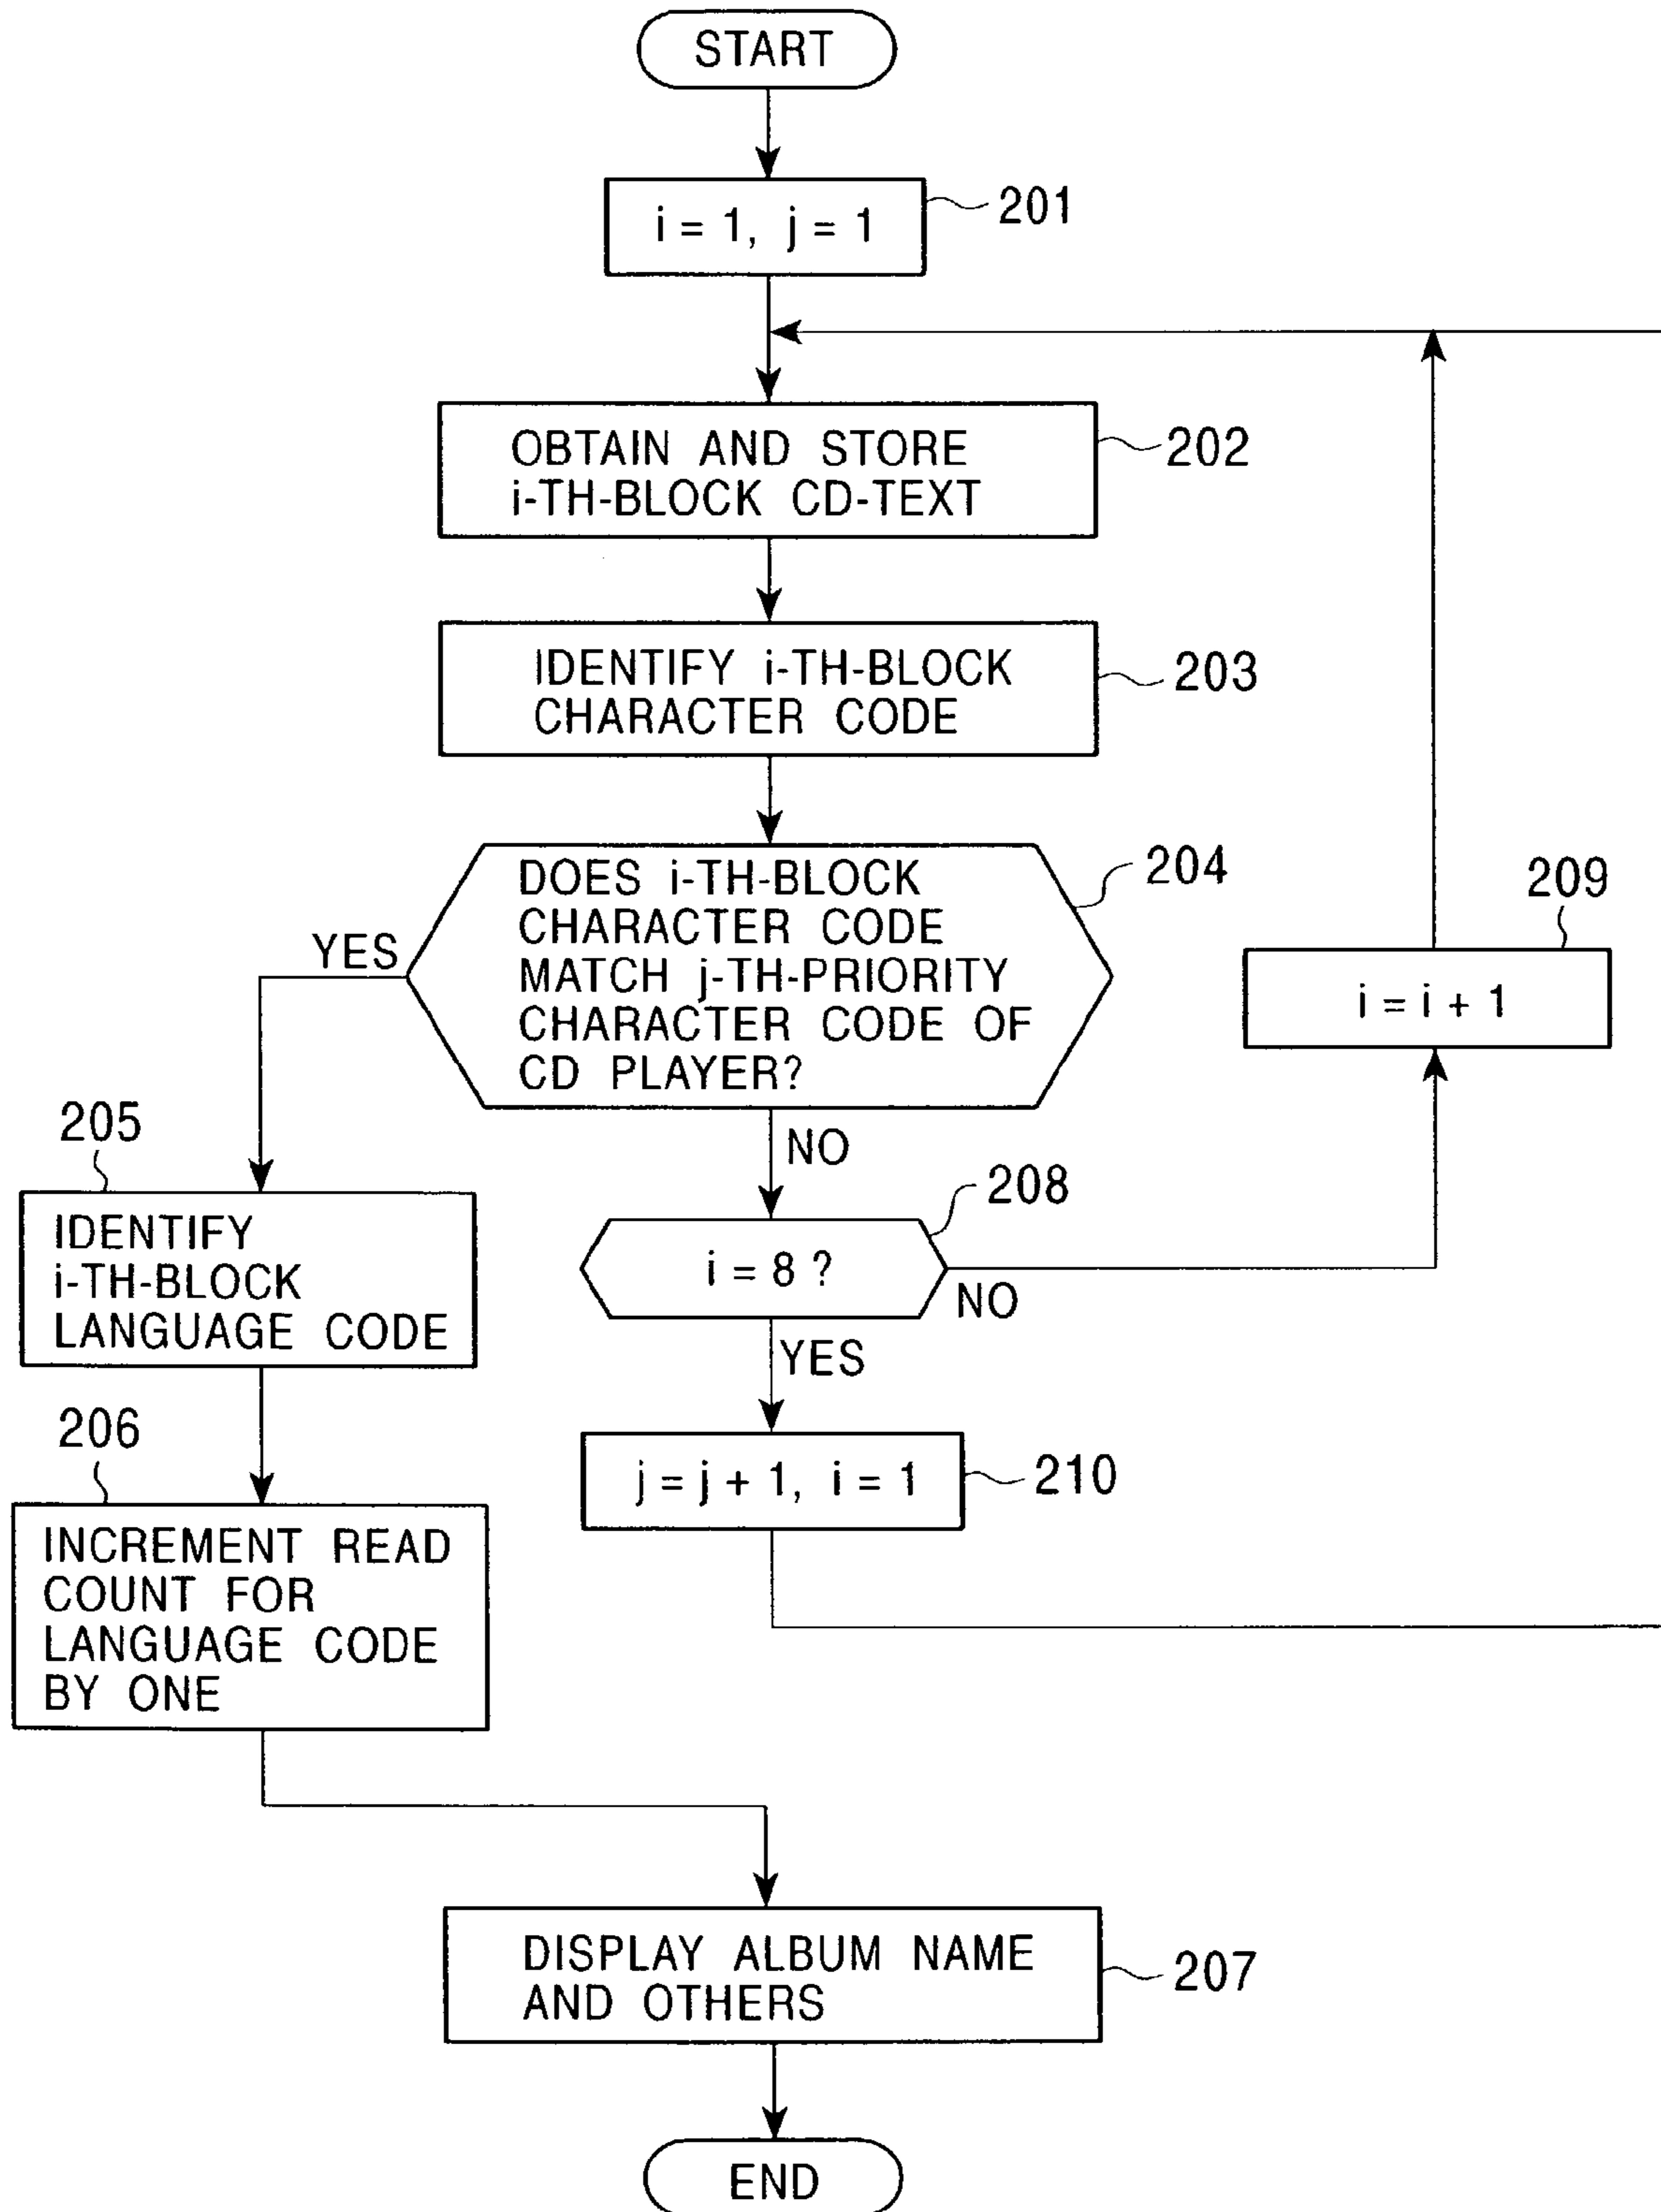 START
i = 1, j = 1
201
OBTAIN AND STORE
i-TH-BLOCK CD-TEXT
202
IDENTIFY i-TH-BLOCK
CHARACTER CODE
203
DOES i-TH-BLOCK
CHARACTER CODE
MATCH j-TH-PRIORITY
CHARACTER CODE OF
CD PLAYER?
204
YES
NO
209
i = i + 1
205
IDENTIFY
i-TH-BLOCK
LANGUAGE CODE
208
i = 8 ?
NO
YES
206
INCREMENT READ
COUNT FOR
LANGUAGE CODE
BY ONE
j = j + 1, i = 1
210
DISPLAY ALBUM NAME
AND OTHERS
207
END